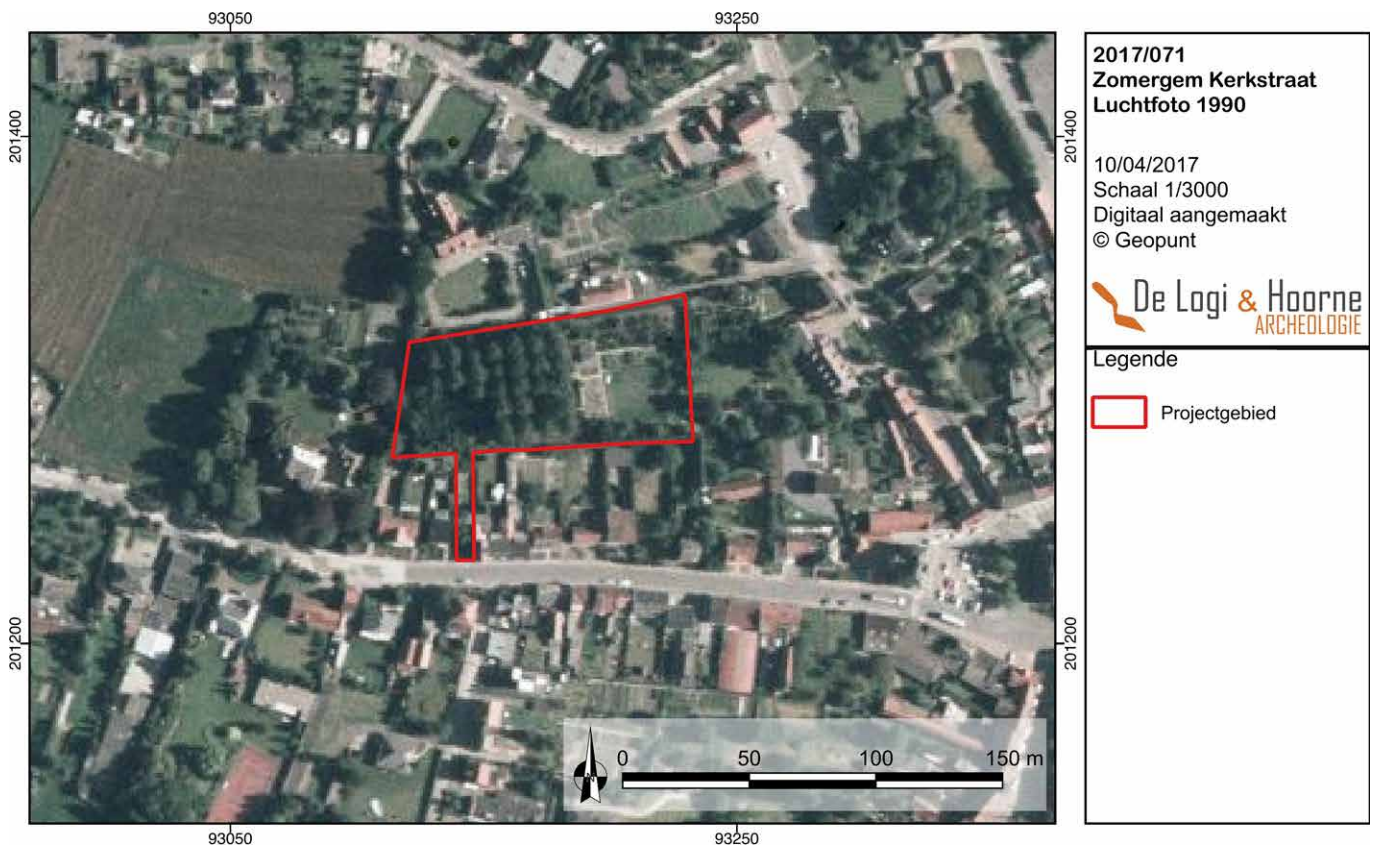 93050
93250
201400
201400
201200
201200
93050
93250
0 50 100 150 m
2017/071
Zomergem Kerkstraat
Luchtfoto 1990
10/04/2017
Schaal 1/3000
Digitaal aangemaakt
© Geopunt
De Logi & Hoorne
ARCHEOLOGIE
Legende
Projectgebied